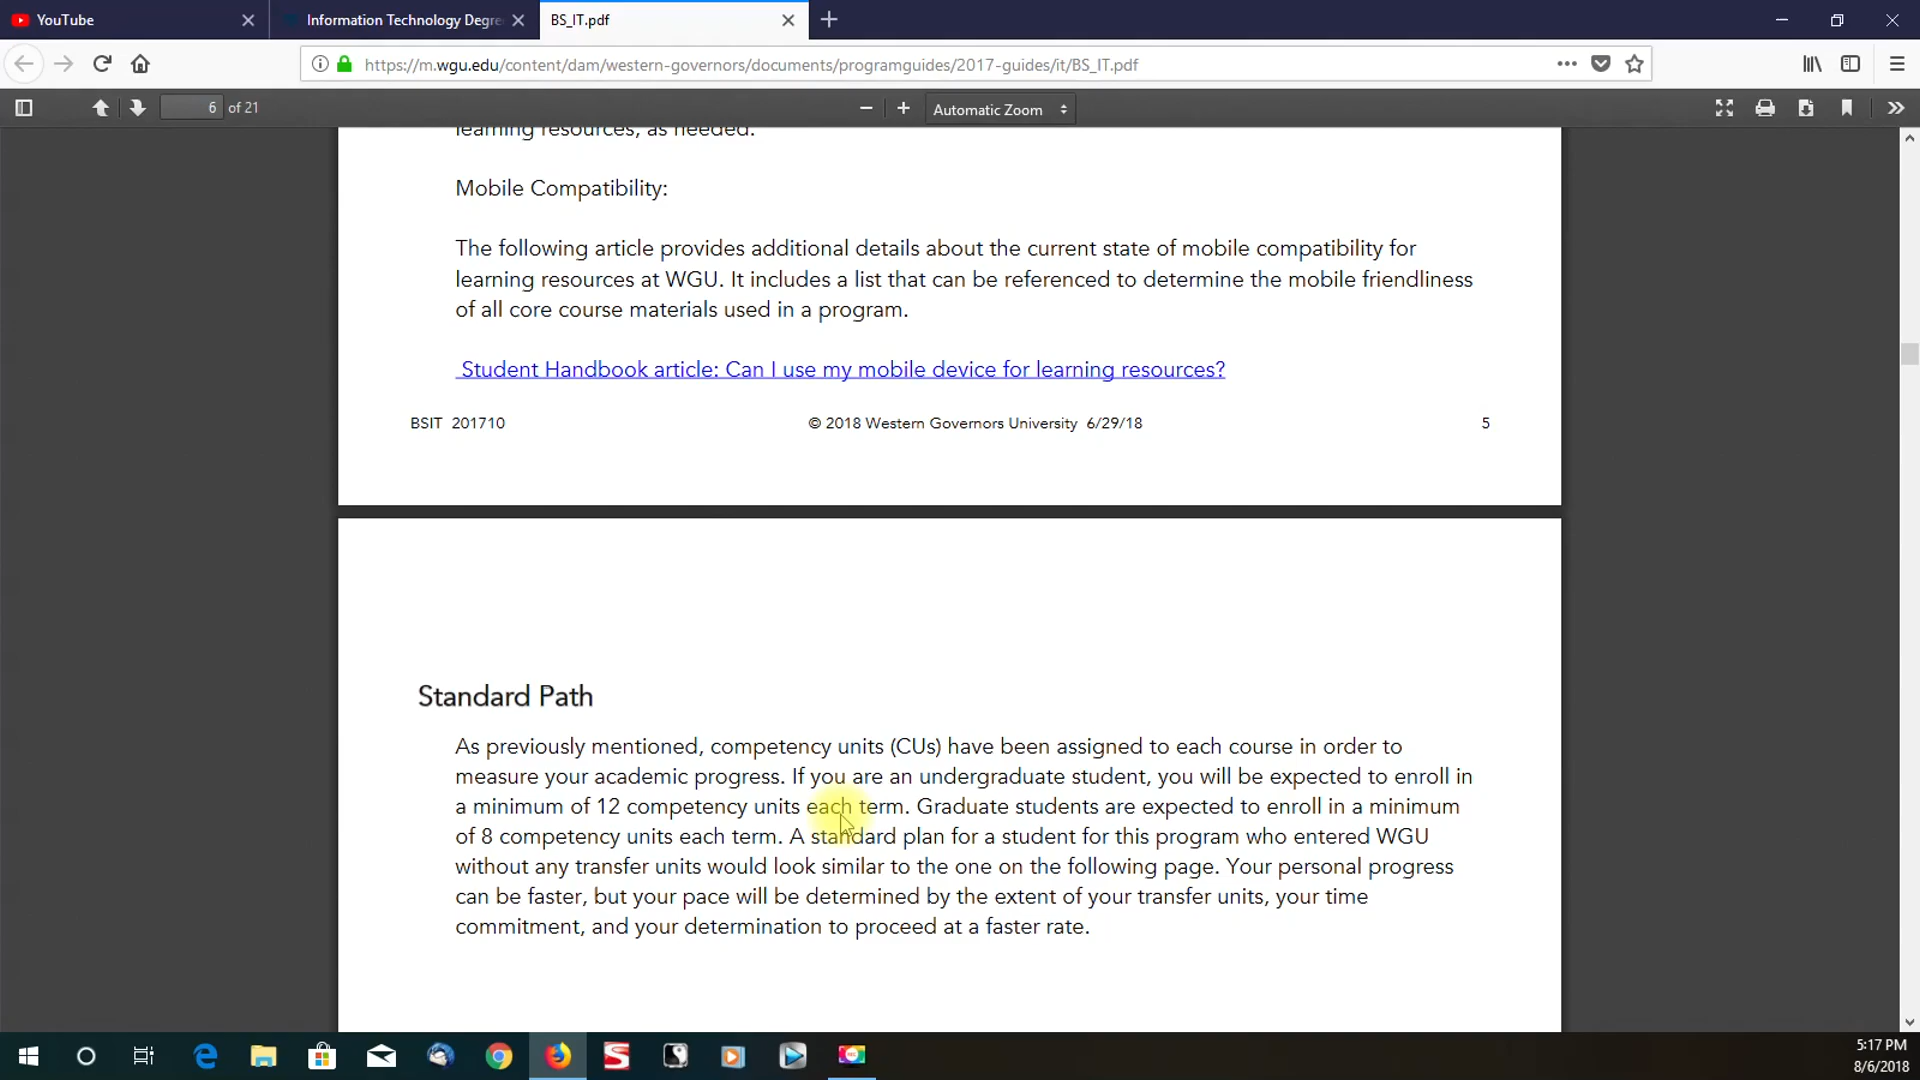 YouTube
Information Technology Degre
BS_IT.pdf
https://m.wgu.edu/content/dam/western-governors/documents/programguides/2017-guides/it/BS_IT.pdf
6 of 21
Automatic Zoom
learning resources, as needed.
Mobile Compatibility:
The following article provides additional details about the current state of mobile compatibility for
learning resources at WGU. It includes a list that can be referenced to determine the mobile friendliness
of all core course materials used in a program.
Student Handbook article: Can I use my mobile device for learning resources?
BSIT 201710
© 2018 Western Governors University 6/29/18
5
Standard Path
As previously mentioned, competency units (CUs) have been assigned to each course in order to
measure your academic progress. If you are an undergraduate student, you will be expected to enroll in
a minimum of 12 competency units each term. Graduate students are expected to enroll in a minimum
of 8 competency units each term. A standard plan for a student for this program who entered WGU
without any transfer units would look similar to the one on the following page. Your personal progress
can be faster, but your pace will be determined by the extent of your transfer units, your time
commitment, and your determination to proceed at a faster rate.
5:17 PM
8/6/2018